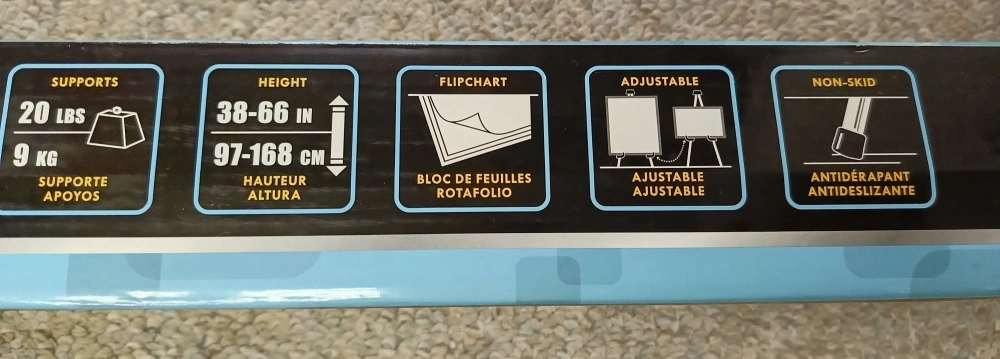 SUPPORTS
20 LBS
9 KG
SUPPORTE
APOYOS
HEIGHT
38-66 IN
97-168 CM
HAUTEUR
ALTURA
FLIPCHART
BLOC DE FEUILLES
ROTAFOLIO
ADJUSTABLE
AJUSTABLE
AJUSTABLE
NON-SKID
ANTIDÉRAPANT
ANTIDESLIZANTE